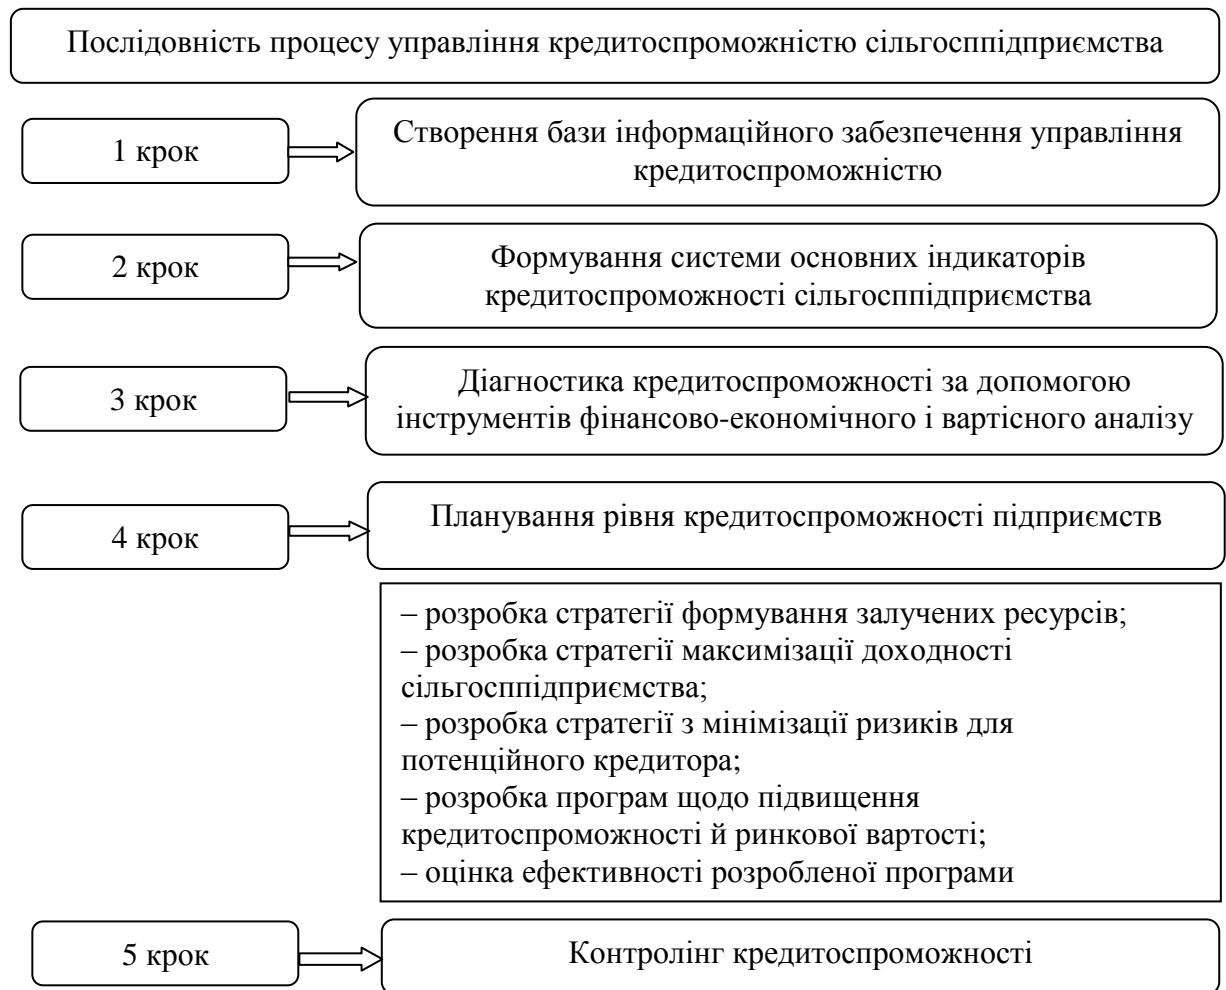 Послідовність процесу управління кредитоспроможністю сільгосппідприємства
1 крок
Створення бази інформаційного забезпечення управління
кредитоспроможністю
2 крок
Формування системи основних індикаторів
кредитоспроможності сільгосппідприємства
3 крок
Діагностика кредитоспроможності за допомогою
інструментів фінансово-економічного і вартісного аналізу
4 крок
Планування рівня кредитоспроможності підприємств
– розробка стратегії формування залучених ресурсів;
– розробка стратегії максимізації доходності
сільгосппідприємства;
– розробка стратегії з мінімізації ризиків для
потенційного кредитора;
– розробка програм щодо підвищення
кредитоспроможності й ринкової вартості;
– оцінка ефективності розробленої програми
5 крок
Контролінг кредитоспроможності